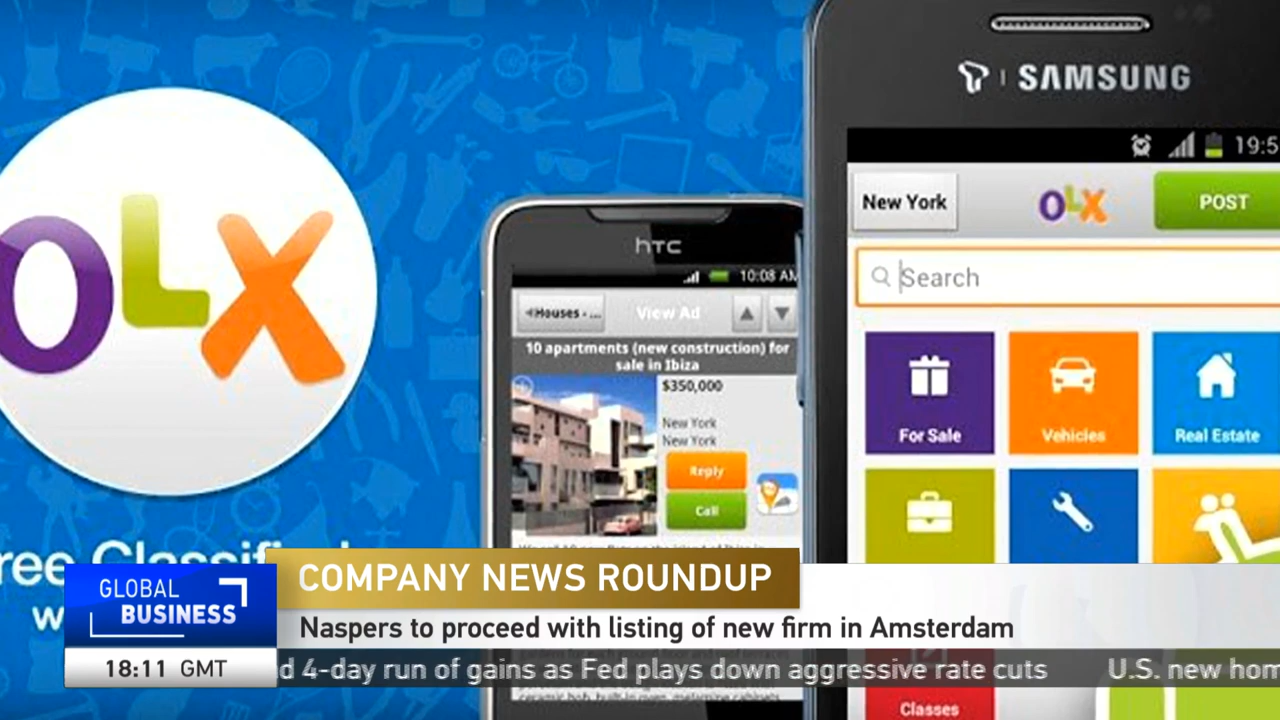 OLX
SAMSUNG
19:5
New York
OLX
POST
Search
For Sale
Vehicles
Real Estate
Classes
htc
10:08 AM
Houses - ...
View Ad
10 apartments (new construction) for
sale in Ibiza
$350,000
New York
New York
Reply
Call
ree Classifi
w
COMPANY NEWS ROUNDUP
GLOBAL
BUSINESS
Naspers to proceed with listing of new firm in Amsterdam
18:11 GMT
d 4-day run of gains as Fed plays down aggressive rate cuts
U.S. new hom